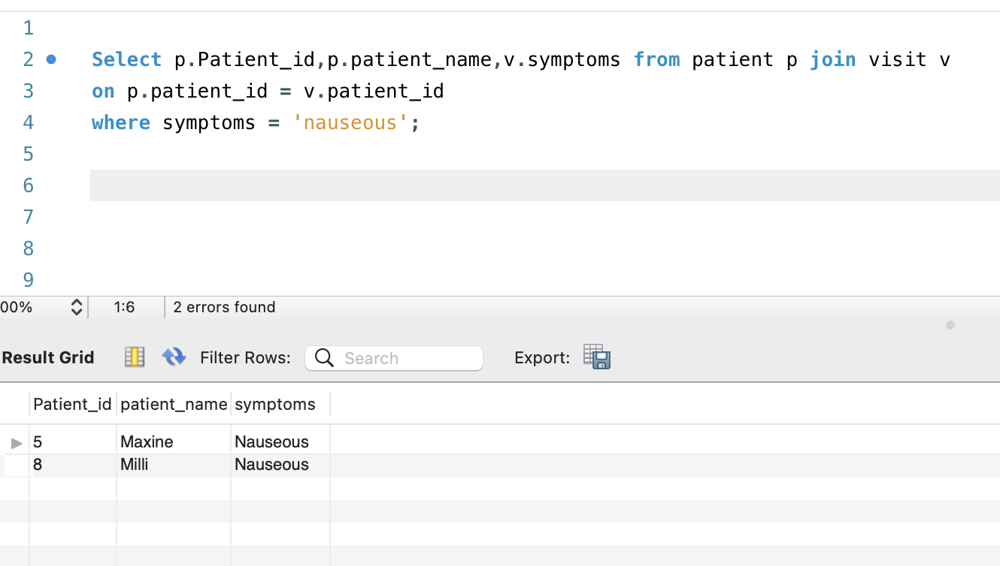 1
2 Select p.Patient_id,p.patient_name,v.symptoms from patient p join visit v
3 on p.patient_id = v.patient_id
4 where symptoms = 'nauseous';
5
6
7
8
9
00% 1:6 2 errors found
Result Grid Filter Rows: Search Export:
Patient_id patient_name symptoms
5 Maxine Nauseous
8 Milli Nauseous